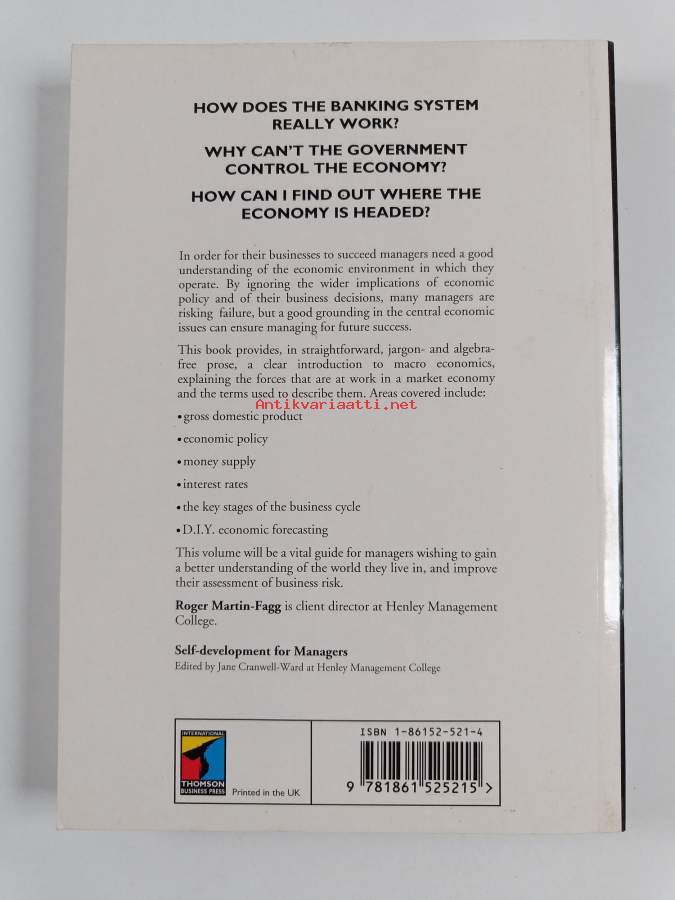 HOW DOES THE BANKING SYSTEM
REALLY WORK?
WHY CAN'T THE GOVERNMENT
CONTROL THE ECONOMY?
HOW CAN I FIND OUT WHERE THE
ECONOMY IS HEADED?
In order for their businesses to succeed managers need a good
understanding of the economic environment in which they
operate. By ignoring the wider implications of economic
policy and of their business decisions, many managers are
risking failure, but a good grounding in the central economic
issues can ensure managing for future success.
This book provides, in straightforward, jargon- and algebra-
free prose, a clear introduction to macro economics,
explaining the forces that are at work in a market economy
and the terms used to describe them. Areas covered include:
Antikvariaatti.net
•gross domestic product
•economic policy
•money supply
•interest rates
•the key stages of the business cycle
•D.I.Y. economic forecasting
This volume will be a vital guide for managers wishing to gain
a better understanding of the world they live in, and improve
their assessment of business risk.
Roger Martin-Fagg is client director at Henley Management
College.
Self-development for Managers
Edited by Jane Cranwell-Ward at Henley Management College
INTERNATIONAL
THOMSON
BUSINESS PRESS
Printed in the UK
ISBN 1-86152-521-4
9 781861 525215 >